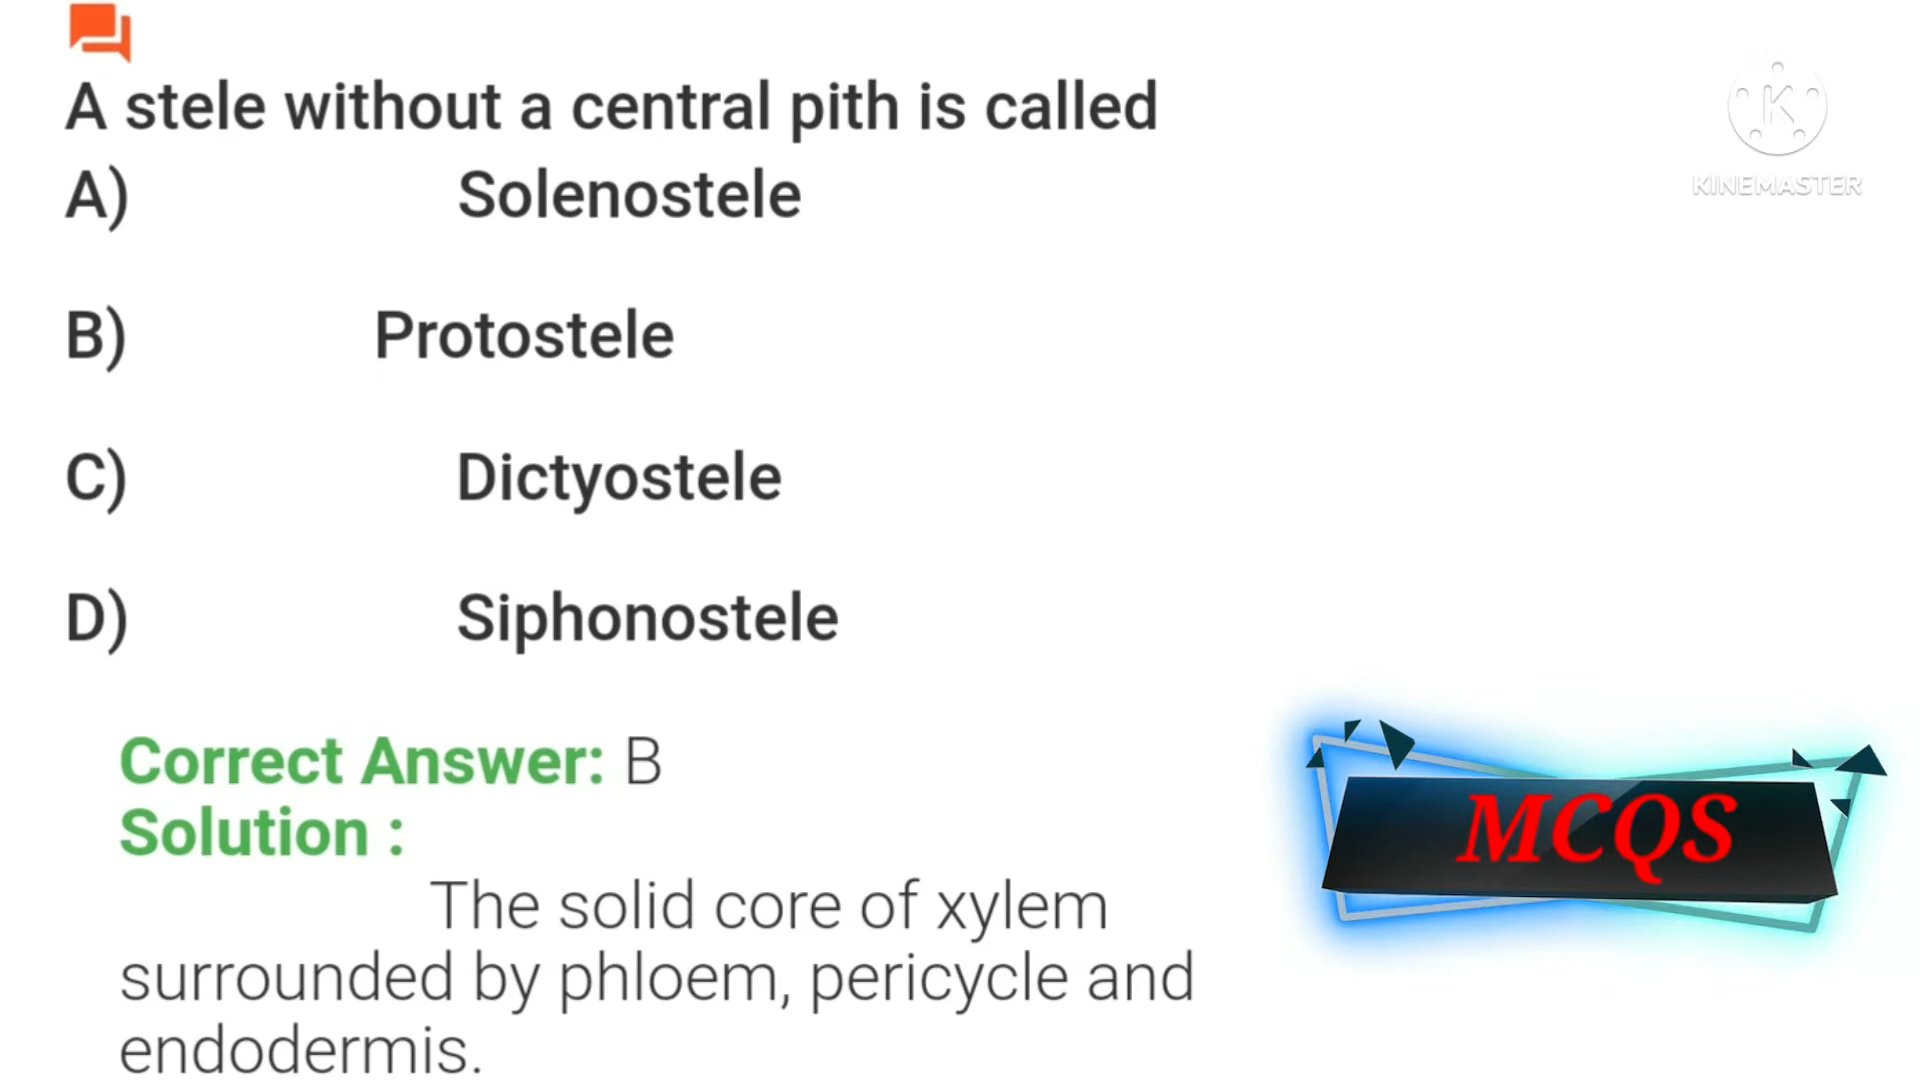 A stele without a central pith is called
KINEMASTER
A) Solenostele
B) Protostele
C) Dictyostele
D) Siphonostele
Correct Answer: B
Solution :
The solid core of xylem
surrounded by phloem, pericycle and
endodermis.
MCQS